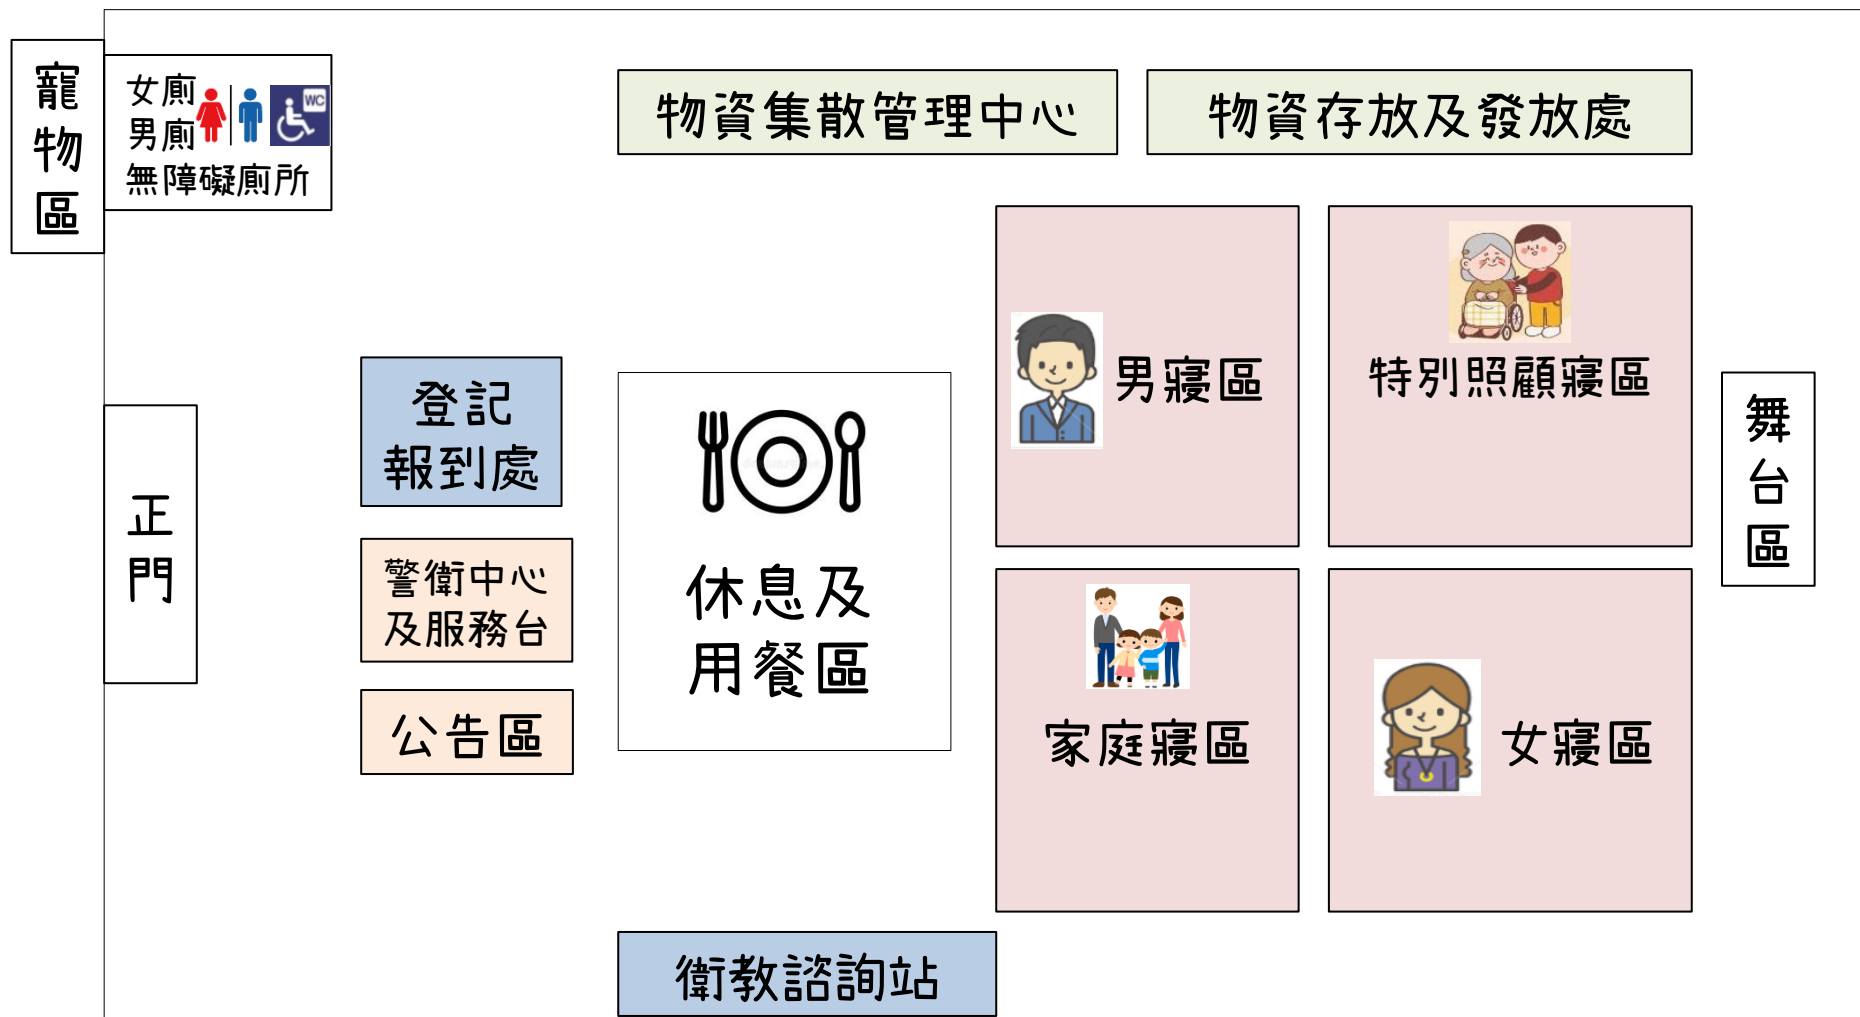 寵物區
女廁
男廁
無障礙廁所
WC
物資集散管理中心
物資存放及發放處
男寢區
特別照顧寢區
舞台區
登記
報到處
正門
警衛中心
及服務台
公告區
休息及
用餐區
家庭寢區
女寢區
衛教諮詢站